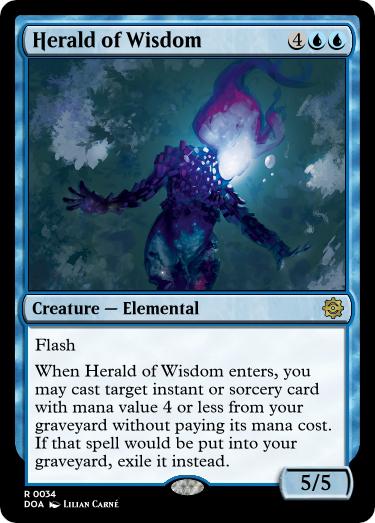 Herald of Wisdom 4
Creature — Elemental
Flash
When Herald of Wisdom enters, you
may cast target instant or sorcery card
with mana value 4 or less from your
graveyard without paying its mana cost.
If that spell would be put into your
graveyard, exile it instead.
5/5
R 0034
DOA Lilian Carné